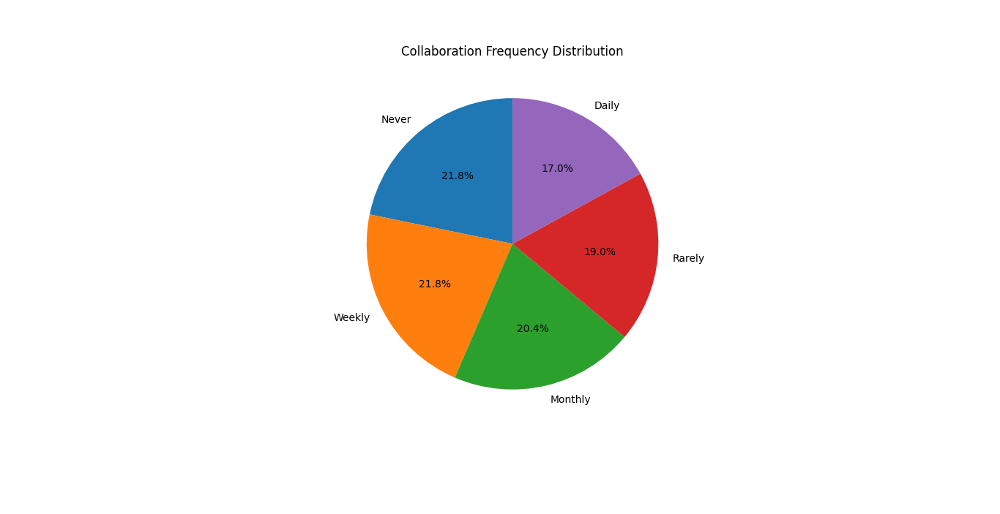 Collaboration Frequency Distribution
Daily
Never
17.0%
21.8%
19.0%
Rarely
21.8%
Weekly
20.4%
Monthly